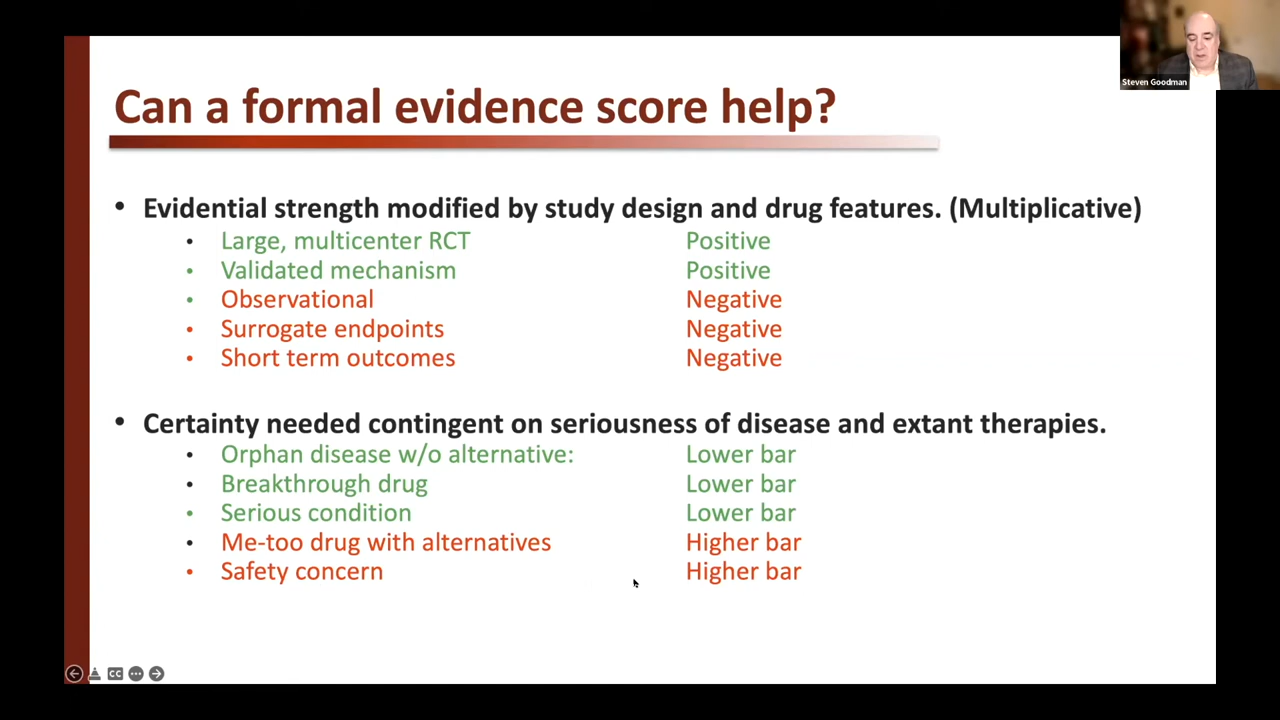 Steven Goodman
Can a formal evidence score help?
• Evidential strength modified by study design and drug features. (Multiplicative)
• Large, multicenter RCT Positive
• Validated mechanism Positive
• Observational Negative
• Surrogate endpoints Negative
• Short term outcomes Negative
• Certainty needed contingent on seriousness of disease and extant therapies.
• Orphan disease w/o alternative: Lower bar
• Breakthrough drug Lower bar
• Serious condition Lower bar
• Me-too drug with alternatives Higher bar
• Safety concern Higher bar
CC